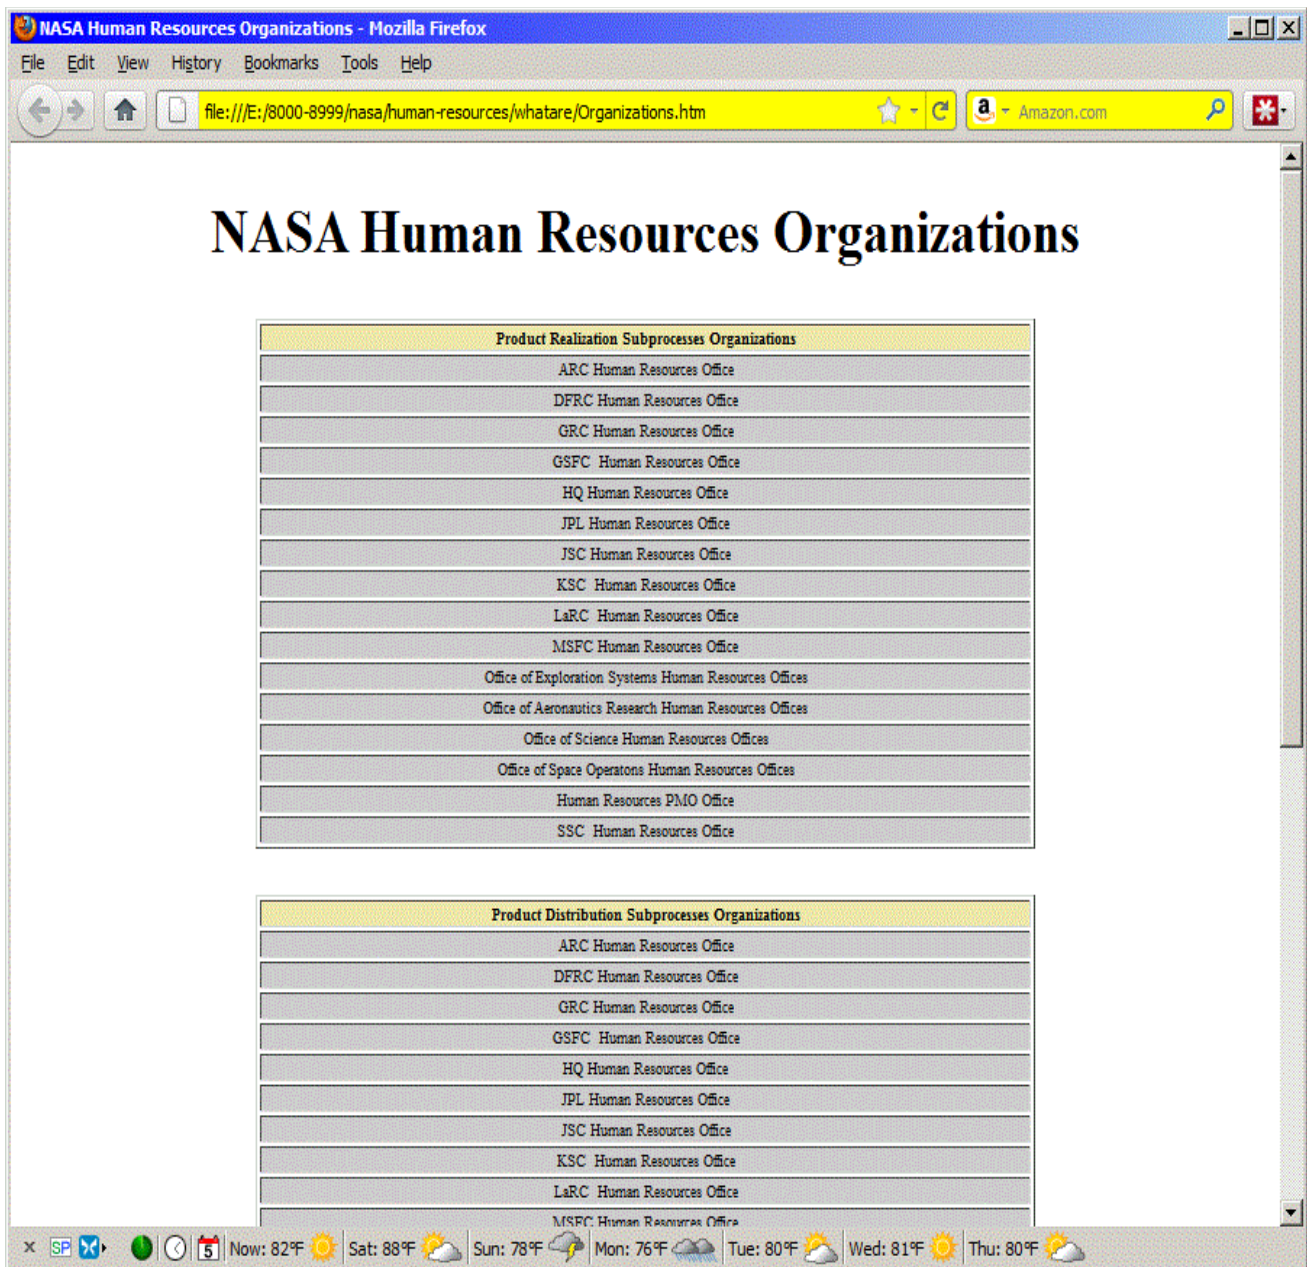 NASA Human Resources Organizations - Mozilla Firefox
File Edit View History Bookmarks Tools Help
file:///E:/8000-8999/nasa/human-resources/whatare/Organizations.htm
a Amazon.com
NASA Human Resources Organizations
Product Realization Subprocesses Organizations
ARC Human Resources Office
DFRC Human Resources Office
GRC Human Resources Office
GSFC Human Resources Office
HQ Human Resources Office
JPL Human Resources Office
JSC Human Resources Office
KSC Human Resources Office
LaRC Human Resources Office
MSFC Human Resources Office
Office of Exploration Systems Human Resources Offices
Office of Aeronautics Research Human Resources Offices
Office of Science Human Resources Offices
Office of Space Operatons Human Resources Offices
Human Resources PMO Office
SSC Human Resources Office
Product Distribution Subprocesses Organizations
ARC Human Resources Office
DFRC Human Resources Office
GRC Human Resources Office
GSFC Human Resources Office
HQ Human Resources Office
JPL Human Resources Office
JSC Human Resources Office
KSC Human Resources Office
LaRC Human Resources Office
MSFC Human Resources Office
x SP 5 Now: 82°F Sat: 88°F Sun: 78°F Mon: 76°F Tue: 80°F Wed: 81°F Thu: 80°F